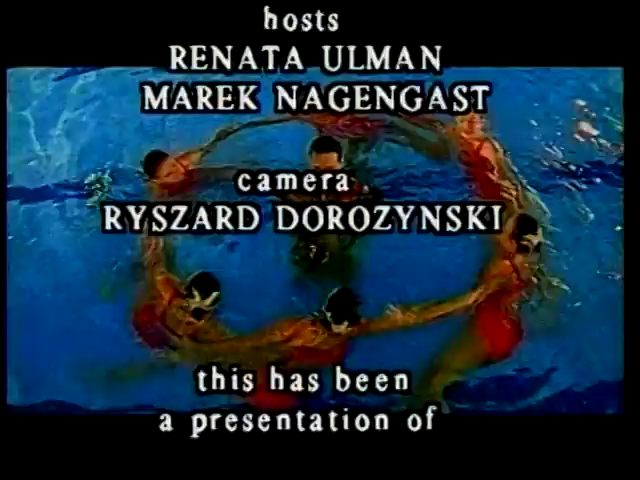 hosts
RENATA ULMAN
MAREK NAGENGAST
camera
RYSZARD DOROZYNSKI
this has been
a presentation of